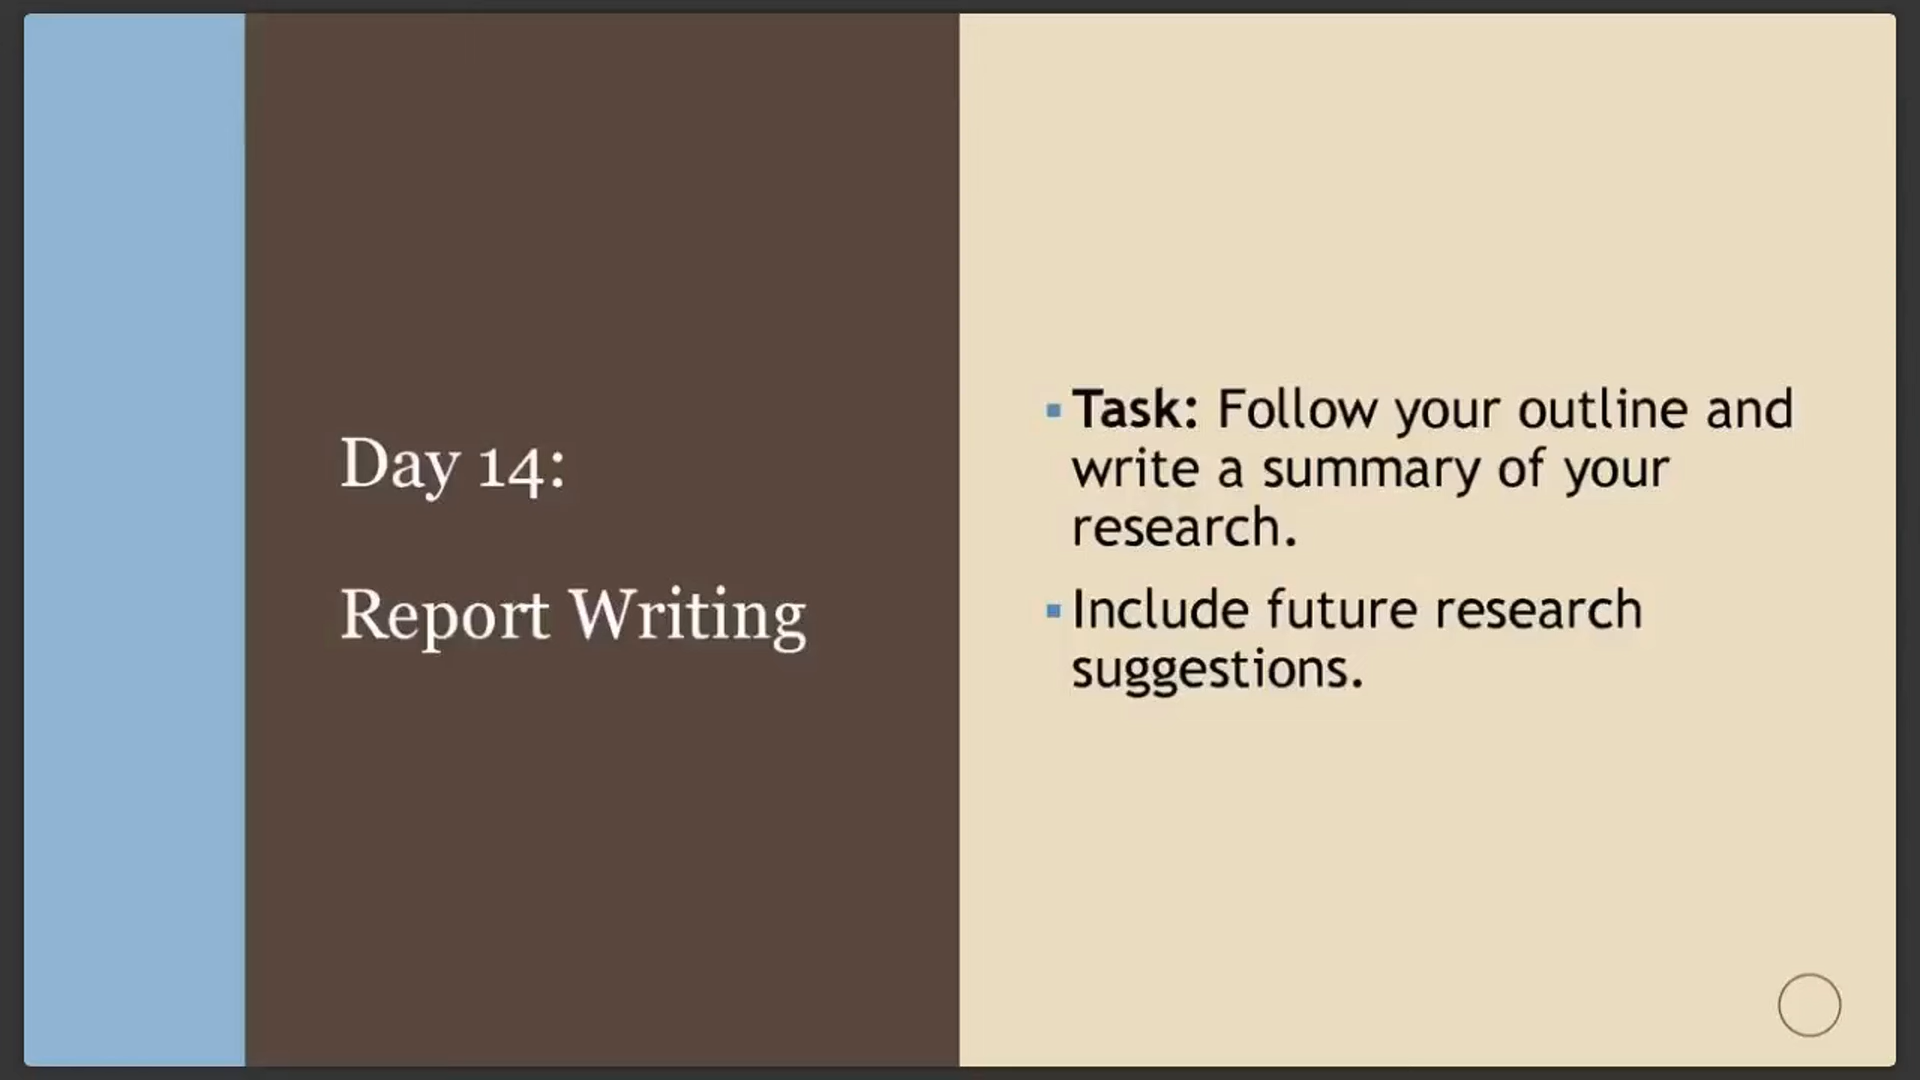 Day 14:
Report Writing
Task: Follow your outline and
write a summary of your
research.
Include future research
suggestions.